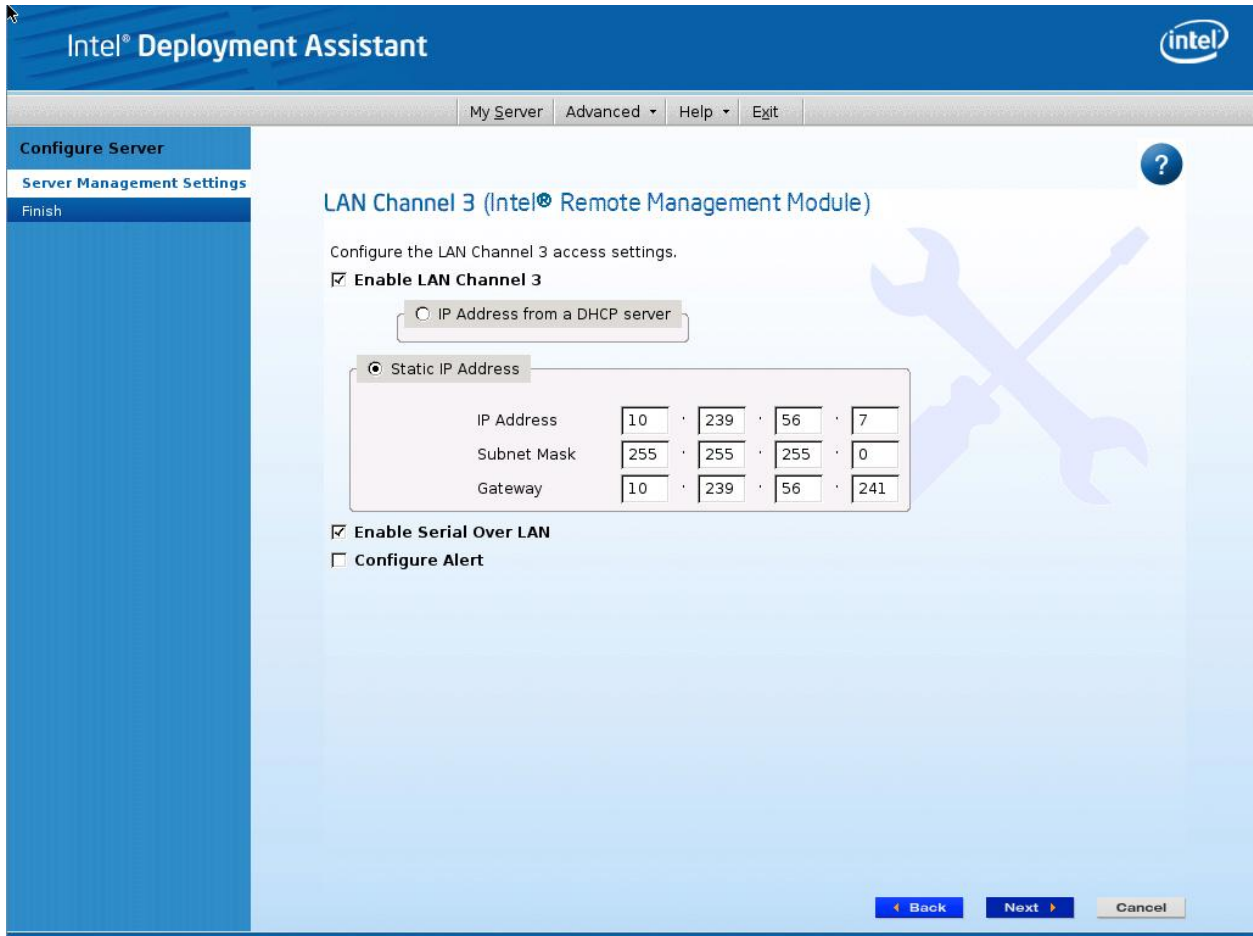 Intel® Deployment Assistant
intel
My Server Advanced Help Exit
Configure Server
Server Management Settings
Finish
?
LAN Channel 3 (Intel® Remote Management Module)
Configure the LAN Channel 3 access settings.
Enable LAN Channel 3
IP Address from a DHCP server
Static IP Address
IP Address 10 . 239 . 56 . 7
Subnet Mask 255 . 255 . 255 . 0
Gateway 10 . 239 . 56 . 241
Enable Serial Over LAN
Configure Alert
Back Next Cancel